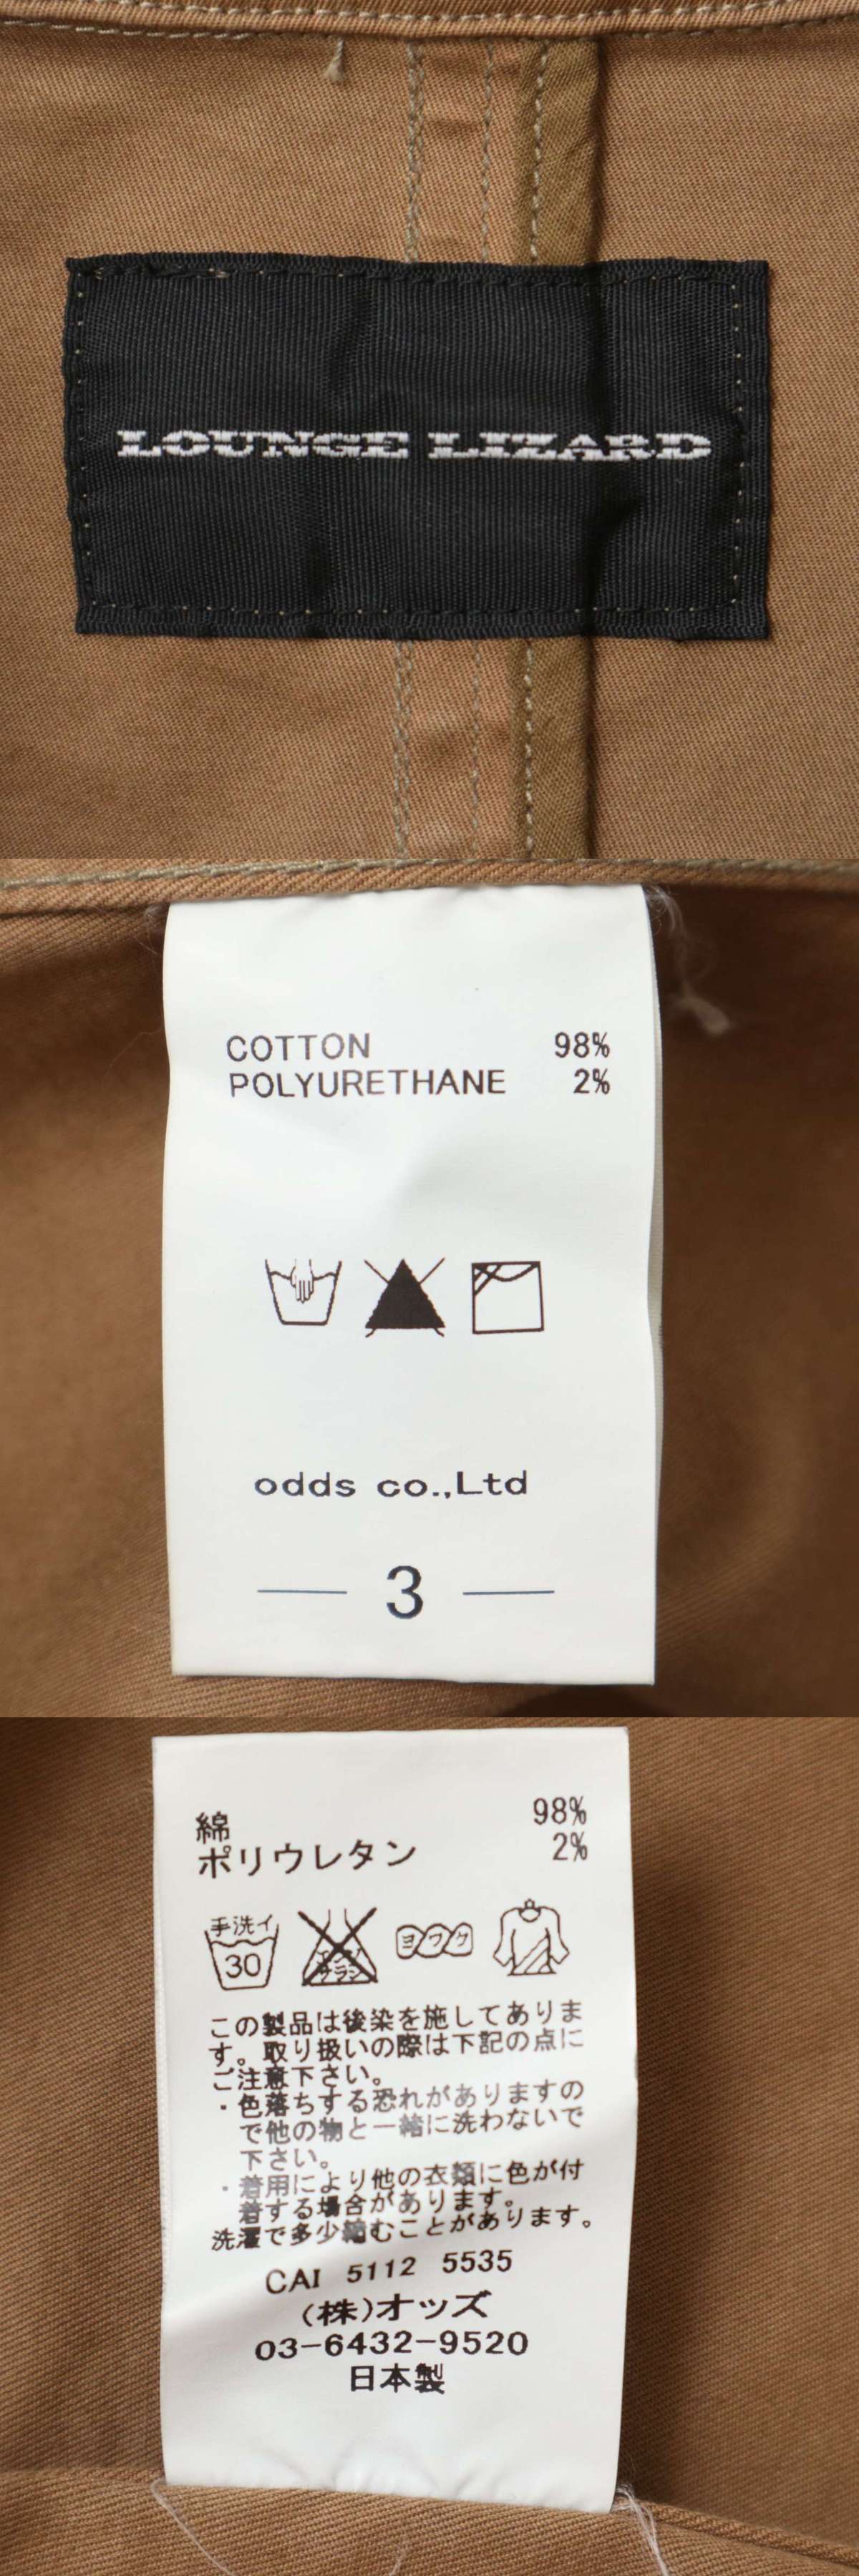 LOUNGE LIZARD
COTTON 98%
POLYURETHANE 2%
odds co.,Ltd
3
綿 98%
ポリウレタン 2%
手洗イ
30
エンソ
サラシ
ヨワク
この製品は後染を施してありま
す。取り扱いの際は下記の点に
ご注意下さい。
・色落ちする恐れがありますの
で他の物と一緒に洗わないで
下さい。
・着用により他の衣類に色が付
着する場合があります。
洗濯で多少縮むことがあります。
CAI 5112 5535
(株)オッズ
03-6432-9520
日本製